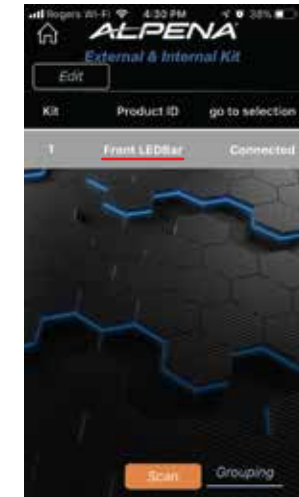 Rogers Wi-Fi 4:30 PM 38%
ALPENA
External & Internal Kit
Edit
Kit Product ID go to selection
1 Front LEDBar Connected
Scan Grouping